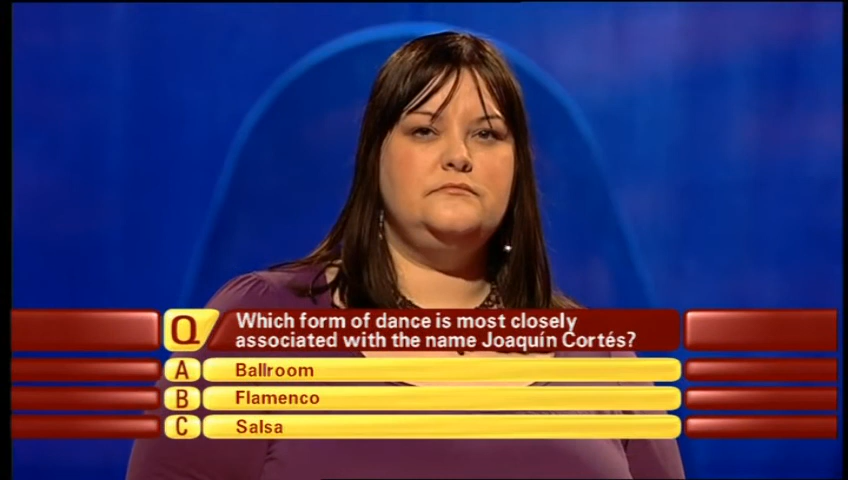 Q Which form of dance is most closely
associated with the name Joaquín Cortés?
A Ballroom
B Flamenco
C Salsa